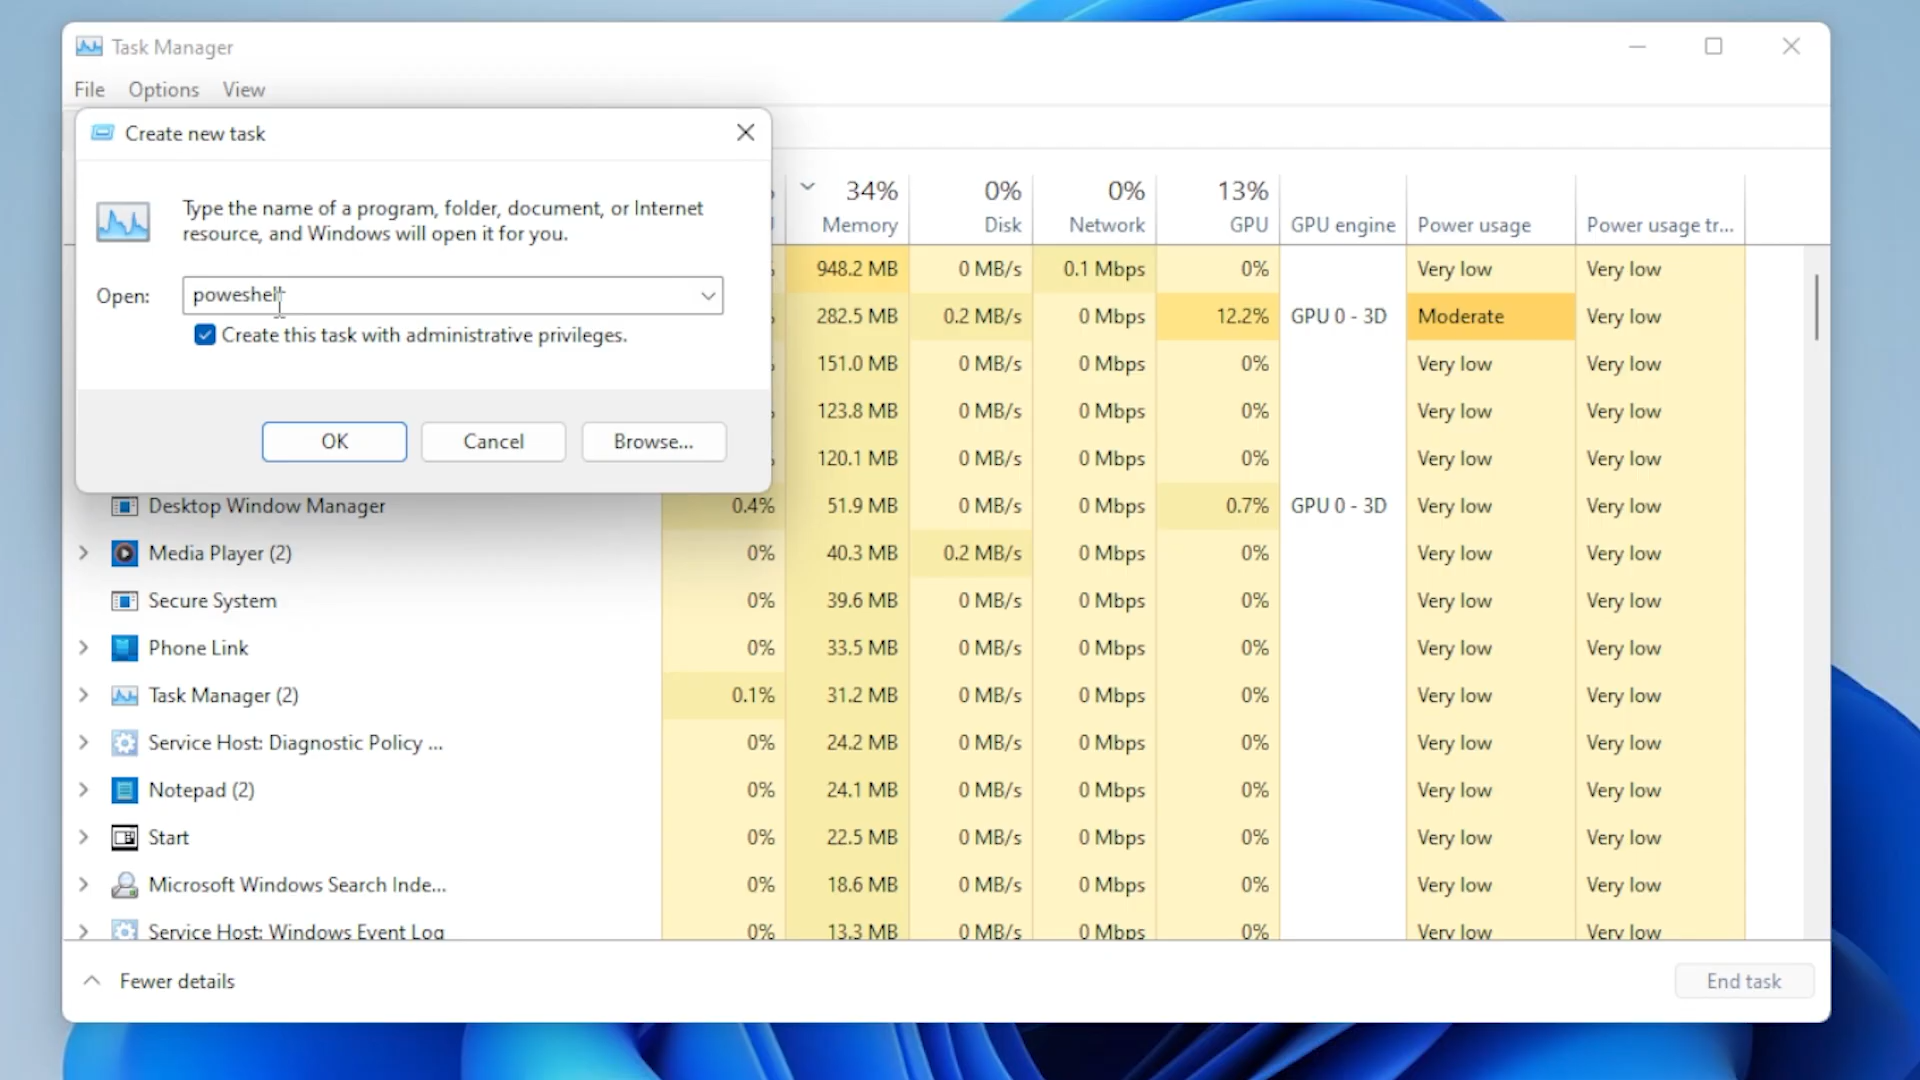 Task Manager
File Options View
Create new task
Type the name of a program, folder, document, or Internet
resource, and Windows will open it for you.
Open: poweshell
Create this task with administrative privileges.
OK Cancel Browse...
34% 0% 0% 13%
Memory Disk Network GPU GPU engine Power usage Power usage tr...
948.2 MB 0 MB/s 0.1 Mbps 0% Very low Very low
282.5 MB 0.2 MB/s 0 Mbps 12.2% GPU 0 - 3D Moderate Very low
151.0 MB 0 MB/s 0 Mbps 0% Very low Very low
123.8 MB 0 MB/s 0 Mbps 0% Very low Very low
120.1 MB 0 MB/s 0 Mbps 0% Very low Very low
Desktop Window Manager 0.4% 51.9 MB 0 MB/s 0 Mbps 0.7% GPU 0 - 3D Very low Very low
Media Player (2) 0% 40.3 MB 0.2 MB/s 0 Mbps 0% Very low Very low
Secure System 0% 39.6 MB 0 MB/s 0 Mbps 0% Very low Very low
Phone Link 0% 33.5 MB 0 MB/s 0 Mbps 0% Very low Very low
Task Manager (2) 0.1% 31.2 MB 0 MB/s 0 Mbps 0% Very low Very low
Service Host: Diagnostic Policy ... 0% 24.2 MB 0 MB/s 0 Mbps 0% Very low Very low
Notepad (2) 0% 24.1 MB 0 MB/s 0 Mbps 0% Very low Very low
Start 0% 22.5 MB 0 MB/s 0 Mbps 0% Very low Very low
Microsoft Windows Search Inde... 0% 18.6 MB 0 MB/s 0 Mbps 0% Very low Very low
Service Host: Windows Event Log 0% 13.3 MB 0 MB/s 0 Mbps 0% Very low Very low
Fewer details End task